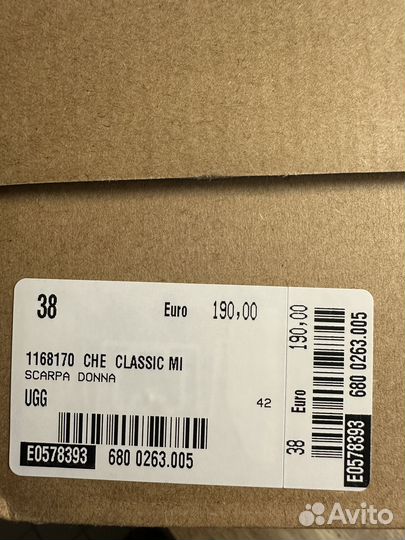 38 Euro 190,00
1168170 CHE CLASSIC MI
SCARPA DONNA
UGG 42
E0578393 680 0263.005
38 Euro 190,00
E0578393 680 0263.005
Avito